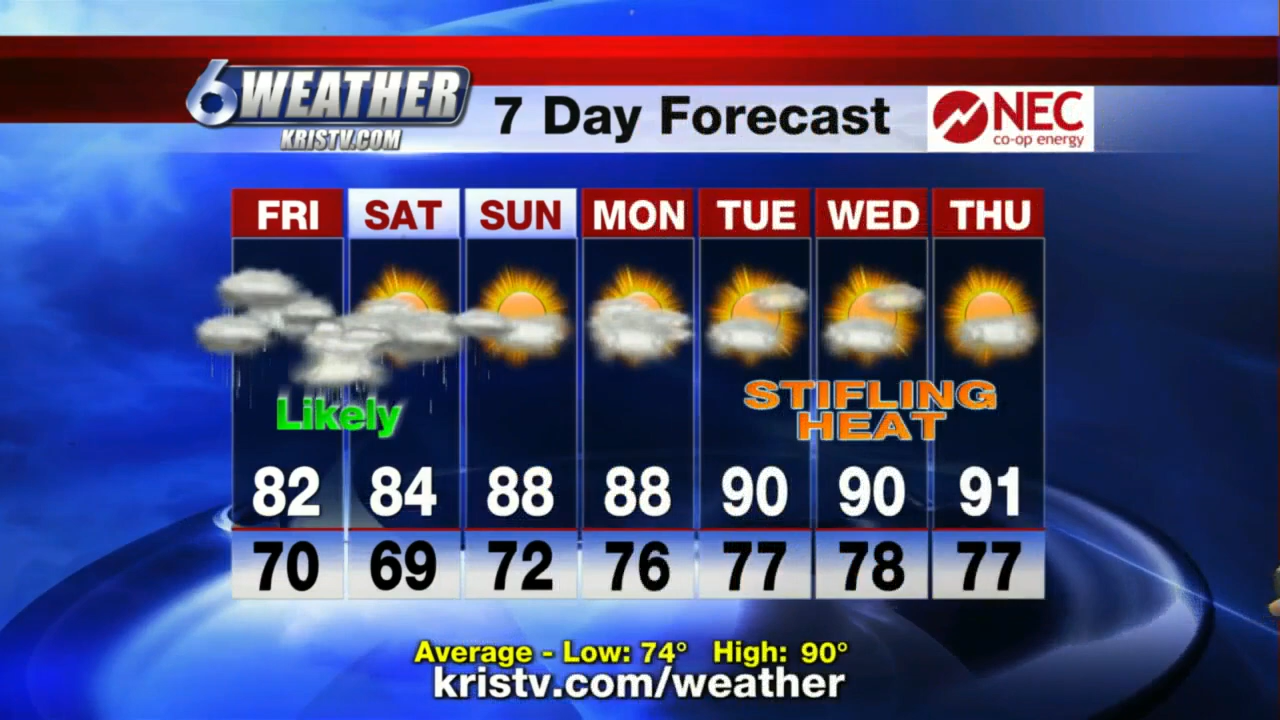 6 WEATHER
KRISTV.COM
7 Day Forecast
NEC
co-op energy
FRI SAT SUN MON TUE WED THU
Likely
STIFLING
HEAT
82 84 88 88 90 90 91
70 69 72 76 77 78 77
Average - Low: 74° High: 90°
kristv.com/weather